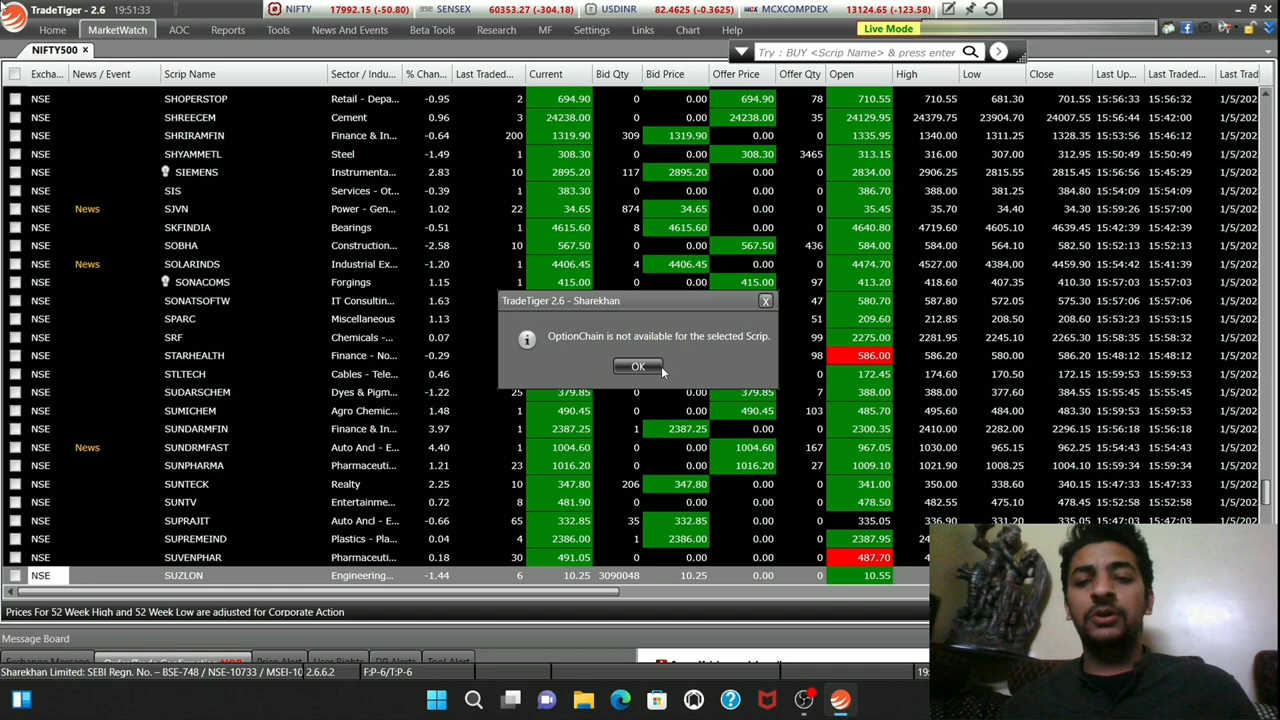 TradeTiger - 2.6 19:51:33 NIFTY 17992.15 (-50.80) SENSEX 60353.27 (-304.18) USDINR 82.4625 (-0.3625) MCXCOMPDEX 13124.65 (-123.58)
Home MarketWatch AOC Reports Tools News And Events Beta Tools Research MF Settings Links Chart Help Live Mode
NIFTY500 x Try : BUY <Scrip Name> & press enter
Excha... News / Event Scrip Name Sector / Indu... % Chan... Last Traded... Current Bid Qty Bid Price Offer Price Offer Qty Open High Low Close Last Up... Last Traded... Last Trad
NSE SHOPERSTOP Retail - Depa... -0.95 2 694.90 0 0.00 694.90 78 710.55 710.55 681.30 701.55 15:56:33 15:56:32 1/5/202
NSE SHREECEM Cement 0.96 3 24238.00 0 0.00 24238.00 35 24129.95 24379.75 23904.70 24007.55 15:56:44 15:42:00 1/5/202
NSE SHRIRAMFIN Finance & In... -0.64 200 1319.90 309 1319.90 0.00 0 1335.95 1340.00 1311.25 1328.35 15:53:56 15:46:12 1/5/202
NSE SHYAMMETL Steel -1.49 1 308.30 0 0.00 308.30 3465 313.15 316.00 307.00 312.95 15:50:49 15:50:49 1/5/202
NSE SIEMENS Instrumenta... 2.83 10 2895.20 117 2895.20 0.00 0 2834.00 2906.20 2815.55 2815.45 15:56:56 15:45:29 1/5/202
NSE SIS Services - Ot... -0.39 1 383.30 0 0.00 0.00 0 386.70 388.00 381.25 384.80 15:54:09 15:54:09 1/5/202
NSE News SJVN Power - Gen... 1.02 22 34.65 874 34.65 0.00 0 35.45 35.70 34.40 34.30 15:59:26 15:57:00 1/5/202
NSE SKFINDIA Bearings -0.51 1 4615.60 8 4615.60 0.00 0 4640.80 4719.60 4605.10 4639.45 15:42:39 15:42:39 1/5/202
NSE SOBHA Construction... -2.58 10 567.50 0 0.00 567.50 436 584.00 584.00 564.10 582.50 15:52:13 15:52:13 1/5/202
NSE News SOLARINDS Industrial Ex... -1.20 1 4406.45 4 4406.45 0.00 0 4474.70 4527.00 4384.00 4459.90 15:54:54 15:41:39 1/5/202
NSE SONACOMS Forgings 1.15 1 415.00 0 0.00 415.00 97 413.20 418.60 407.35 410.30 15:57:03 15:57:03 1/5/202
NSE SONATSOFTW IT Consultin... 1.63 47 580.70 587.80 572.05 575.30 15:57:06 15:57:06 1/5/202
NSE SPARC Miscellaneous 1.13 51 209.60 212.85 208.50 208.60 15:53:13 15:53:13 1/5/202
NSE SRF Chemicals -... 0.07 99 2275.00 2281.95 2245.10 2265.30 15:58:35 15:58:32 1/5/202
NSE STARHEALTH Finance - No... -0.29 98 586.00 586.20 580.00 586.20 15:48:12 15:48:12 1/5/202
NSE STLTECH Cables - Tele... 0.46 0 172.45 174.60 170.50 172.15 15:53:24 15:53:24 1/5/202
NSE SUDARSCHEM Dyes & Pigm... -1.22 25 379.85 0 0.00 379.85 7 388.00 388.00 377.60 384.55 15:58:26 15:58:26 1/5/202
NSE SUMICHEM Agro Chemic... 1.48 1 490.45 0 0.00 490.45 103 485.70 495.60 484.00 483.30 15:59:53 15:59:53 1/5/202
NSE SUNDARMFIN Finance & In... 3.97 1 2387.25 1 2387.25 0.00 0 2300.35 2410.00 2282.00 2296.15 15:56:18 15:56:18 1/5/202
NSE News SUNDRMFAST Auto Ancl - E... 4.40 10 1004.60 0 0.00 1004.60 167 967.05 1030.00 965.15 962.25 15:54:43 15:54:43 1/5/202
NSE SUNPHARMA Pharmaceuti... 1.21 23 1016.20 0 0.00 1016.20 27 1009.10 1021.90 1008.25 1004.10 15:59:34 15:59:34 1/5/202
NSE SUNTECK Realty 2.25 10 347.80 206 347.80 0.00 0 341.00 350.00 338.60 340.15 15:47:33 15:47:33 1/5/202
NSE SUNTV Entertainme... 0.72 8 481.90 0 0.00 0.00 0 478.50 482.55 475.10 478.45 15:52:58 15:52:58 1/5/202
NSE SUPRAJIT Auto Ancl - E... -0.66 65 332.85 35 332.85 0.00 0 335.05 336.90 331.20 335.05 15:47:03 15:47:03 1/5/202
NSE SUPREMEIND Plastics - Pla... 0.04 4 2386.00 1 2386.00 0.00 0 2387.95
NSE SUVENPHAR Pharmaceuti... 0.18 30 491.05 0 0.00 0.00 0 487.70
NSE SUZLON Engineering... -1.44 6 10.25 3090048 10.25 0.00 0 10.55
TradeTiger 2.6 - Sharekhan X
OptionChain is not available for the selected Scrip.
OK
Prices For 52 Week High and 52 Week Low are adjusted for Corporate Action
Message Board
Sharekhan Limited: SEBI Regn. No. – BSE-748 / NSE-10733 / MSEI-10 2.6.6.2 F:P-6/T:P-6 19: